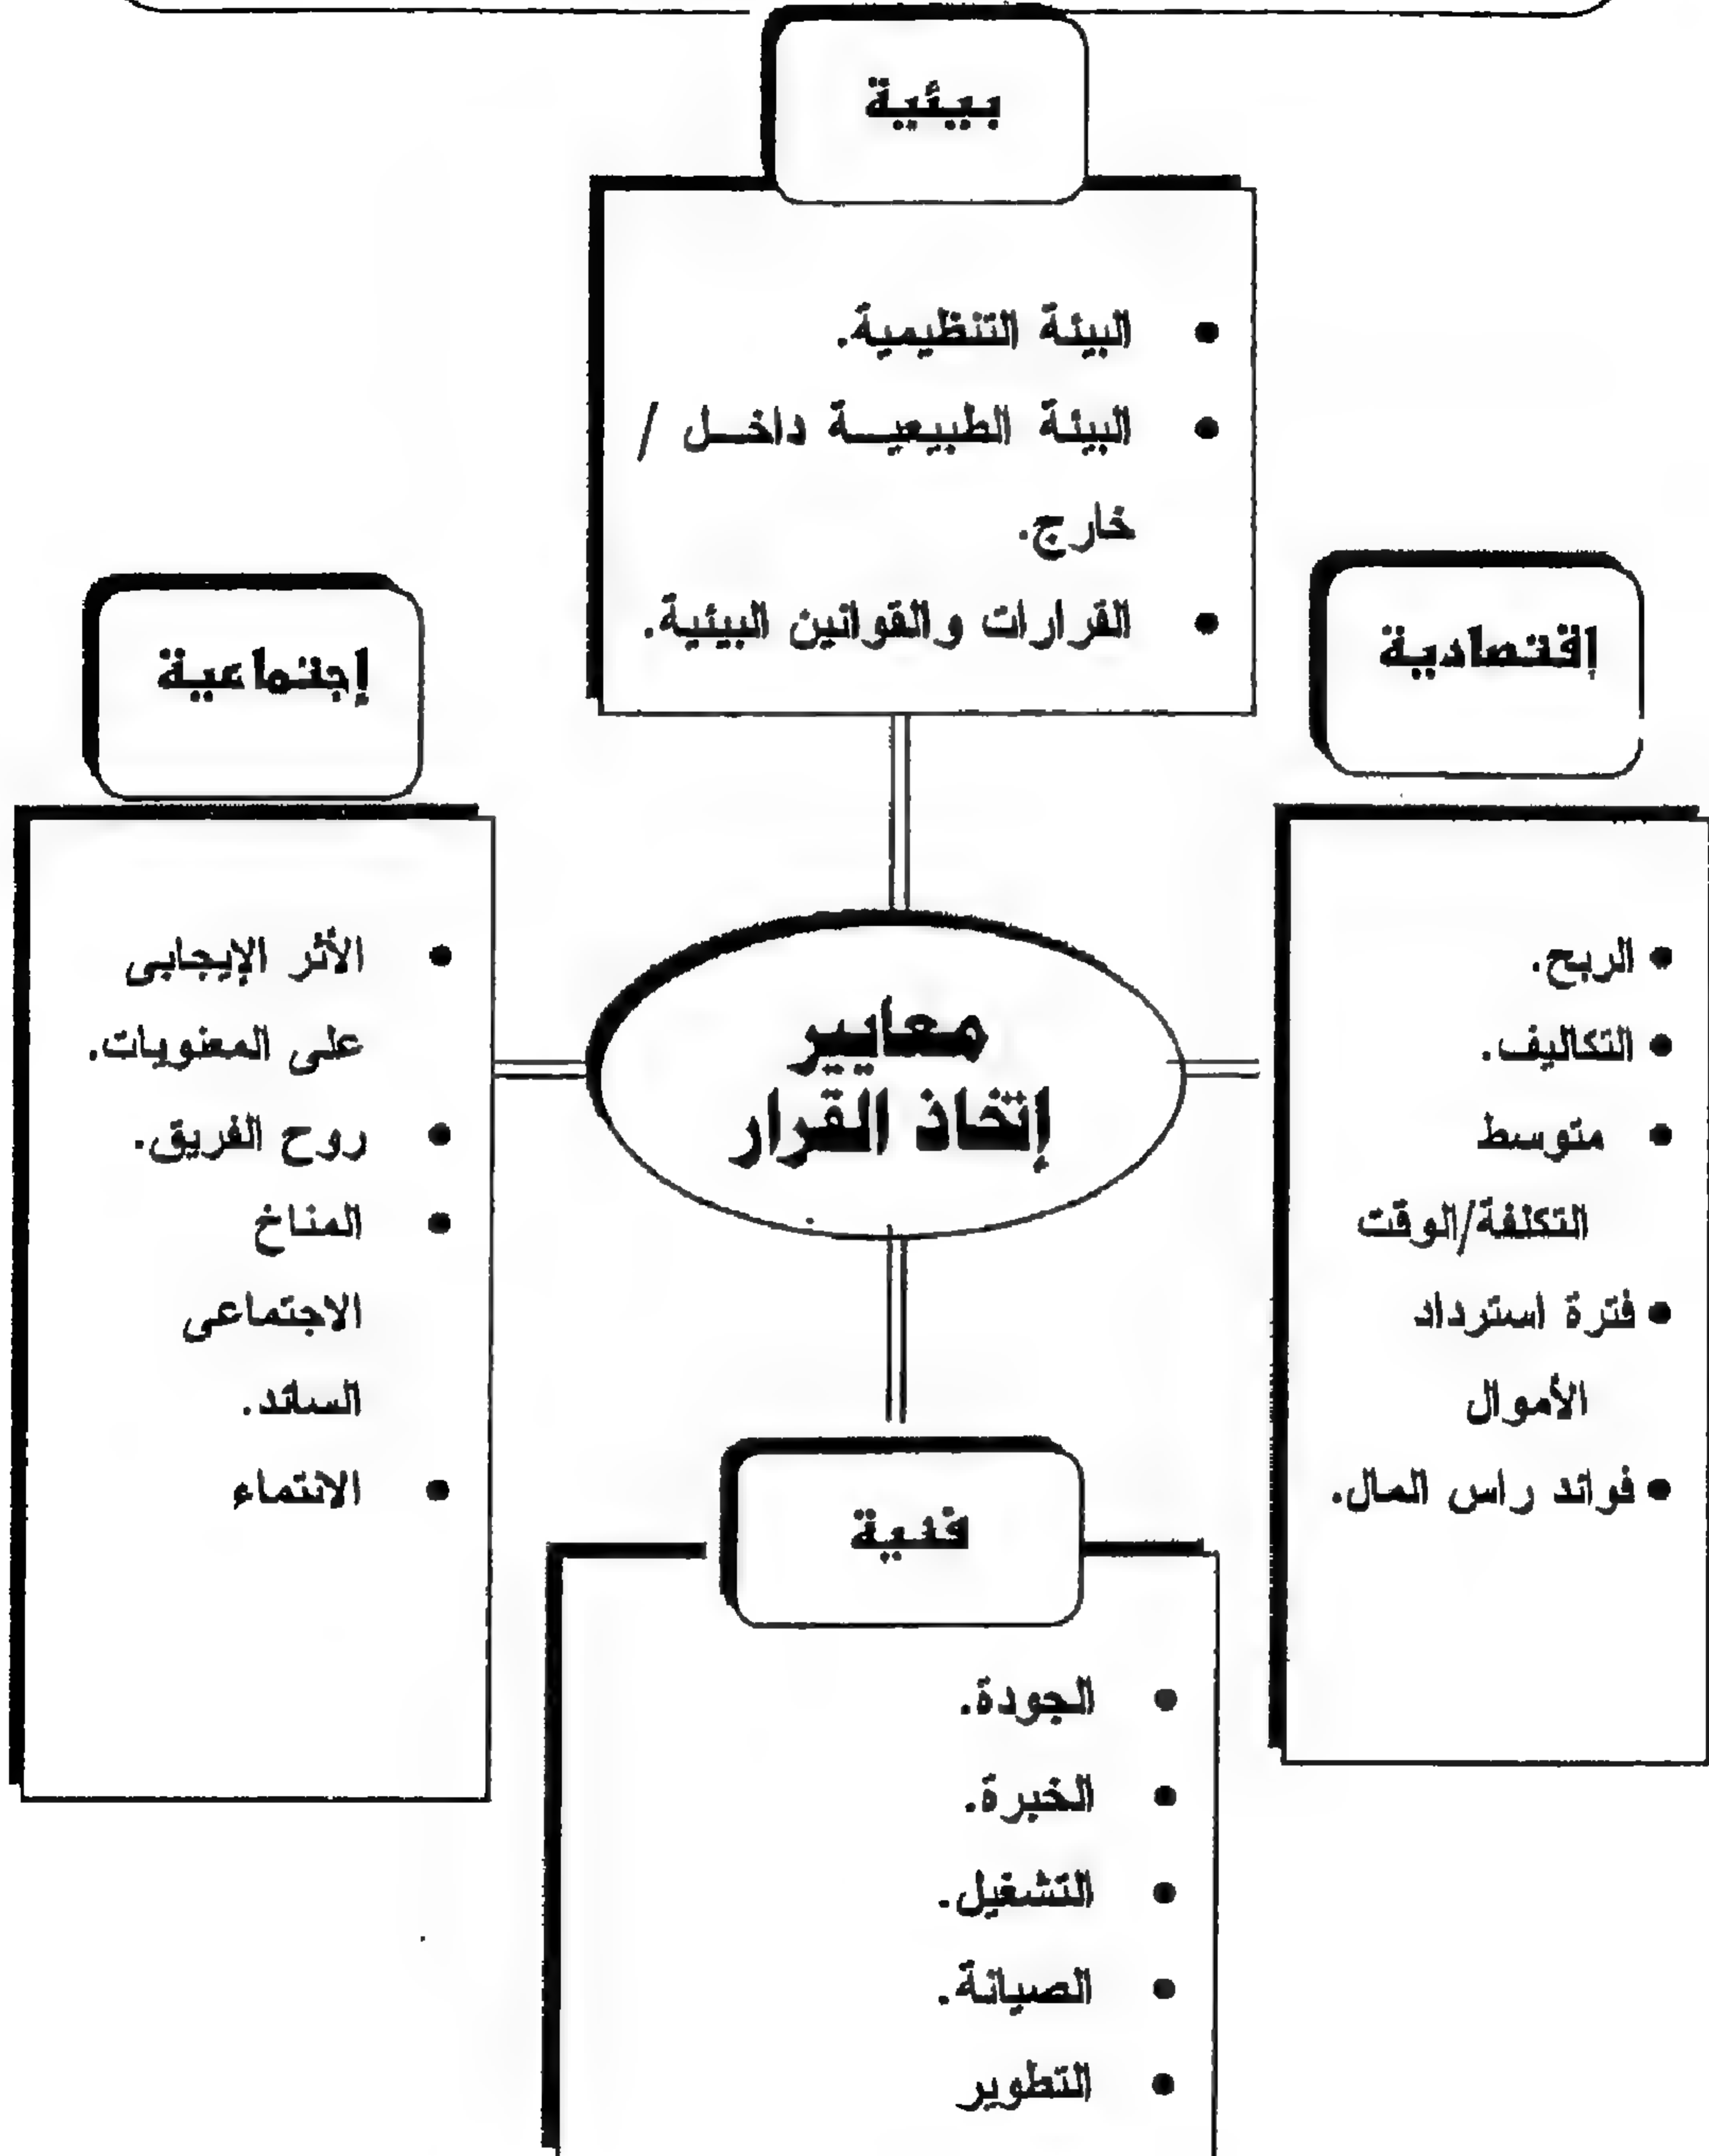 بيئية
البيئة التنظيمية.
البيئة الطبيعية داخل /
خارج.
القرارات والقوانين البيئية.
إقتصادية
الربح.
التكاليف.
متوسط
التكلفة/الوقت
فترة استرداد
الأموال
فوائد راس المال.
معايير
إتخاذ القرار
إجتماعية
الأثر الإيجابى
على المعنويات.
روح الفريق.
المناخ
الاجتماعى
السائد.
الانتماء
فنية
الجودة.
الخبرة.
التشغيل.
الصيانة.
التطوير